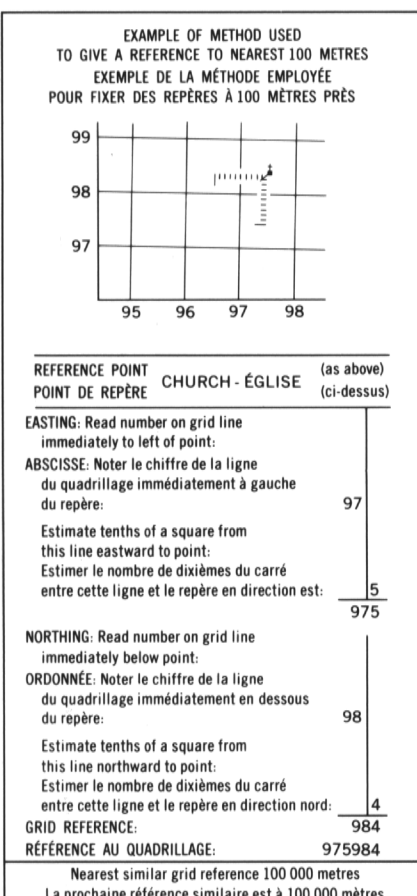 EXAMPLE OF METHOD USED
TO GIVE A REFERENCE TO NEAREST 100 METRES
EXEMPLE DE LA MÉTHODE EMPLOYÉE
POUR FIXER DES REPÈRES À 100 MÈTRES PRÈS
99
98
97
95 96 97 98
REFERENCE POINT
POINT DE REPÈRE
CHURCH - ÉGLISE
(as above)
(ci-dessus)
EASTING: Read number on grid line
immediately to left of point:
ABSCISSE: Noter le chiffre de la ligne
du quadrillage immédiatement à gauche
du repère: 97
Estimate tenths of a square from
this line eastward to point:
Estimer le nombre de dixièmes du carré
entre cette ligne et le repère en direction est: 5
975
NORTHING: Read number on grid line
immediately below point:
ORDONNÉE: Noter le chiffre de la ligne
du quadrillage immédiatement en dessous
du repère: 98
Estimate tenths of a square from
this line northward to point:
Estimer le nombre de dixièmes du carré
entre cette ligne et le repère en direction nord: 4
GRID REFERENCE: 984
RÉFÉRENCE AU QUADRILLAGE: 975984
Nearest similar grid reference 100 000 metres
La prochaine référence similaire est à 100 000 mètres